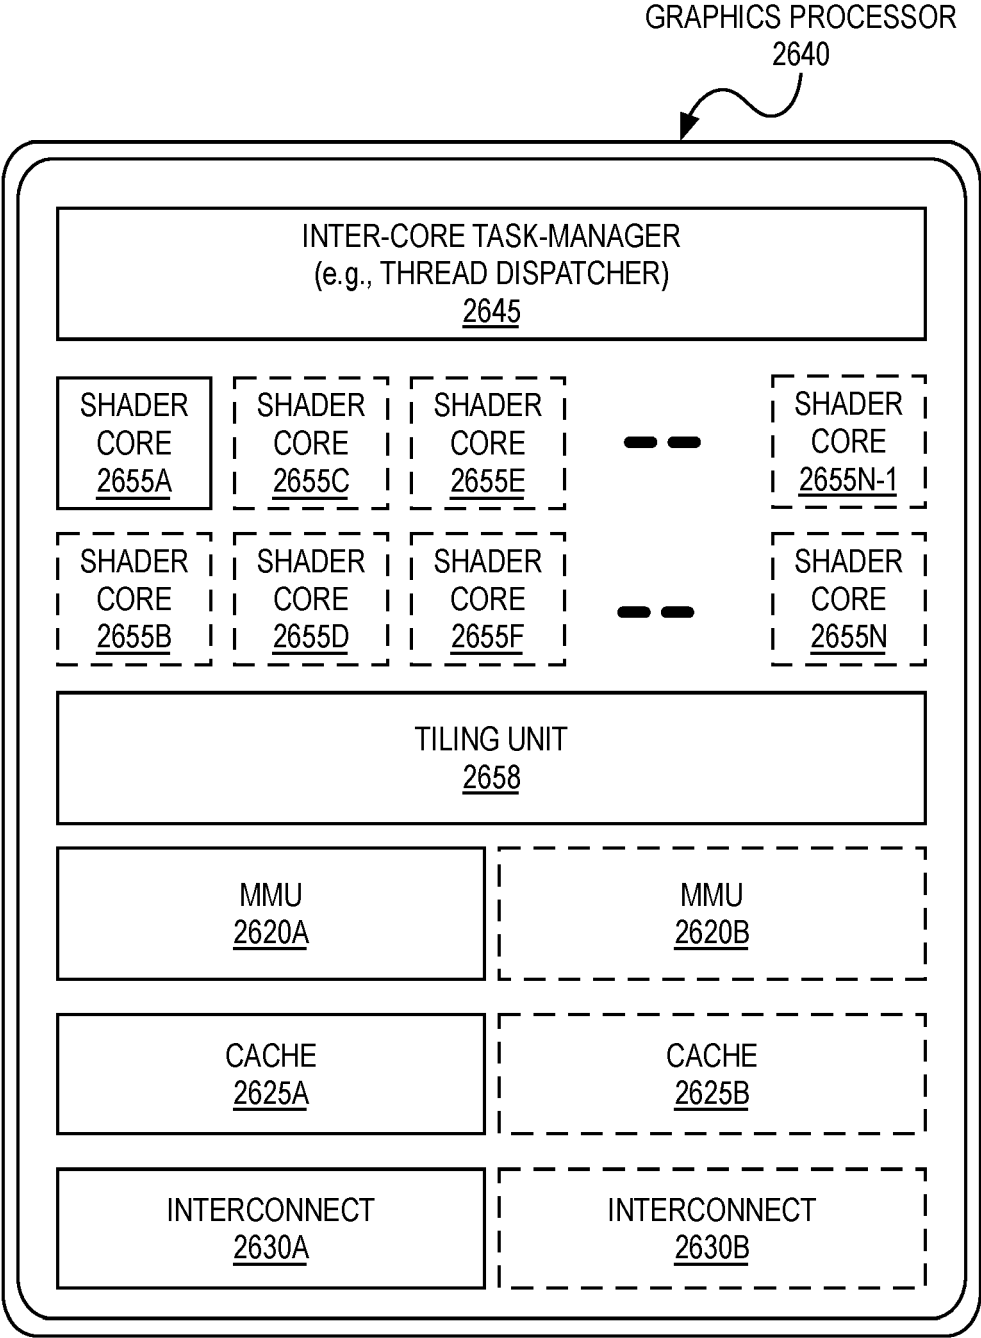 GRAPHICS PROCESSOR
2640
INTER-CORE TASK-MANAGER
(e.g., THREAD DISPATCHER)
2645
SHADER
CORE
2655A
SHADER
CORE
2655C
SHADER
CORE
2655E
SHADER
CORE
2655N-1
SHADER
CORE
2655B
SHADER
CORE
2655D
SHADER
CORE
2655F
SHADER
CORE
2655N
TILING UNIT
2658
MMU
2620A
MMU
2620B
CACHE
2625A
CACHE
2625B
INTERCONNECT
2630A
INTERCONNECT
2630B